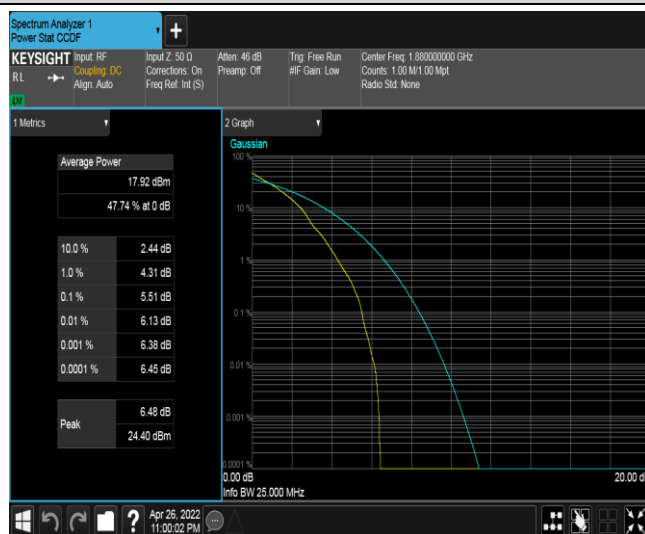 Spectrum Analyzer 1
Power Stat CCDF
+
KEYSIGHT
RL
LXI
Input: RF
Coupling: DC
Align: Auto
Input Z: 50 Ω
Corrections: On
Freq Ref: Int (S)
Atten: 46 dB
Preamp: Off
Trig: Free Run
#IF Gain: Low
Center Freq: 1.880000000 GHz
Counts: 1.00 M/1.00 Mpt
Radio Std: None
1 Metrics
Average Power
17.92 dBm
47.74 % at 0 dB
10.0 % 2.44 dB
1.0 % 4.31 dB
0.1 % 5.51 dB
0.01 % 6.13 dB
0.001 % 6.38 dB
0.0001 % 6.45 dB
Peak
6.48 dB
24.40 dBm
2 Graph
Gaussian
100 %
10 %
1 %
0.1 %
0.01 %
0.001 %
0.0001 %
0.00 dB 20.00 d
Info BW 25.000 MHz
?
Apr 26, 2022
11:00:02 PM